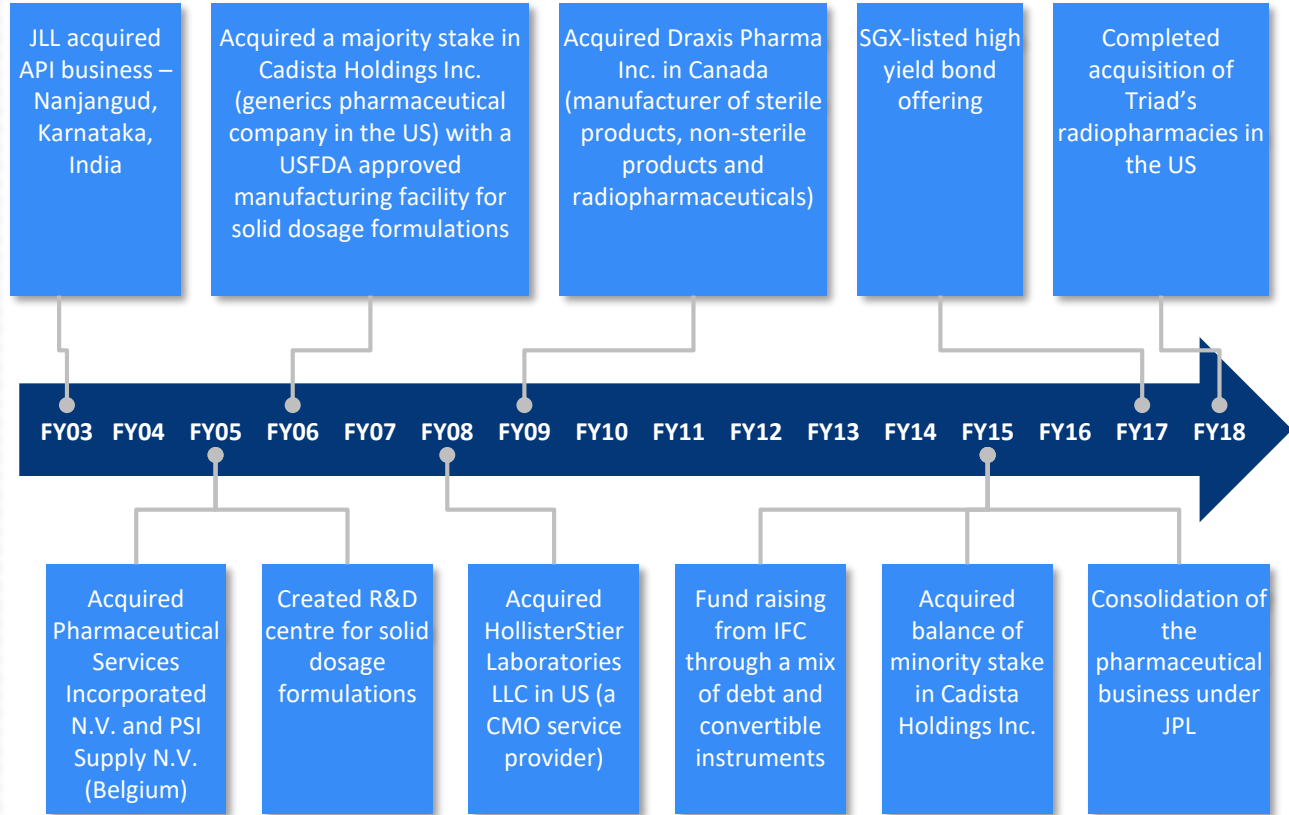 JLL acquired
API business –
Nanjangud,
Karnataka,
India
Acquired a majority stake in
Cadista Holdings Inc.
(generics pharmaceutical
company in the US) with a
USFDA approved
manufacturing facility for
solid dosage formulations
Acquired Draxis Pharma
Inc. in Canada
(manufacturer of sterile
products, non-sterile
products and
radiopharmaceuticals)
SGX-listed high
yield bond
offering
Completed
acquisition of
Triad’s
radiopharmacies in
the US
FY03 FY04 FY05 FY06 FY07 FY08 FY09 FY10 FY11 FY12 FY13 FY14 FY15 FY16 FY17 FY18
Acquired
Pharmaceutical
Services
Incorporated
N.V. and PSI
Supply N.V.
(Belgium)
Created R&D
centre for solid
dosage
formulations
Acquired
HollisterStier
Laboratories
LLC in US (a
CMO service
provider)
Fund raising
from IFC
through a mix
of debt and
convertible
instruments
Acquired
balance of
minority stake
in Cadista
Holdings Inc.
Consolidation of
the
pharmaceutical
business under
JPL